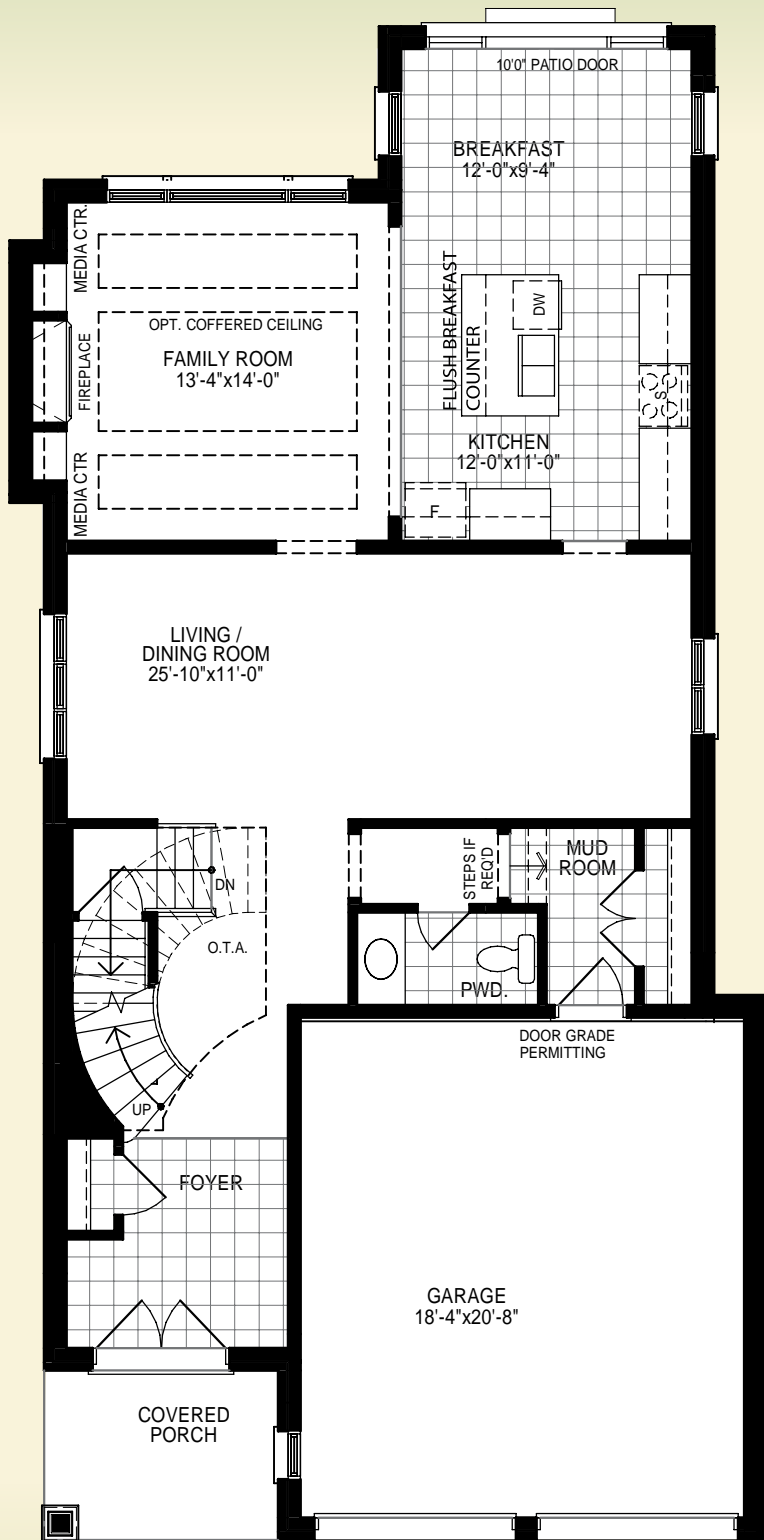 10'0" PATIO DOOR
BREAKFAST
12'-0"x9'-4"
MEDIA CTR.
OPT. COFFERED CEILING
FAMILY ROOM
13'-4"x14'-0"
FIREPLACE
MEDIA CTR
FLUSH BREAKFAST
COUNTER
DW
S
KITCHEN
12'-0"x11'-0"
F
LIVING /
DINING ROOM
25'-10"x11'-0"
DN
O.T.A.
UP
STEPS IF
REQ'D
MUD
ROOM
PWD.
DOOR GRADE
PERMITTING
FOYER
GARAGE
18'-4"x20'-8"
COVERED
PORCH